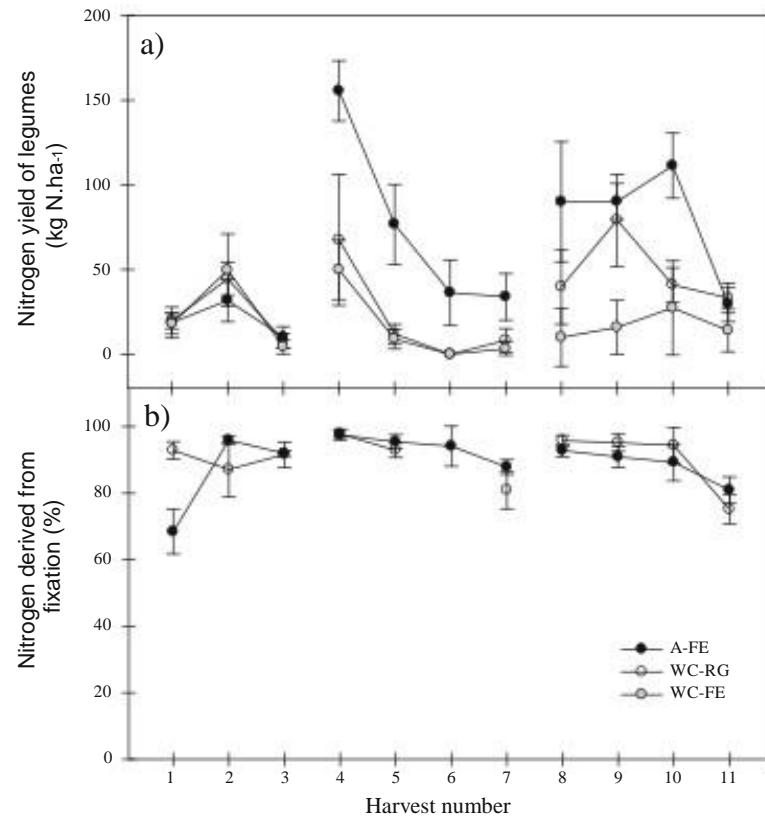 a)
Nitrogen yield of legumes
(kg N.ha-1)
200
150
100
50
0
b)
Nitrogen derived from
fixation (%)
100
80
60
40
20
0
A-FE
WC-RG
WC-FE
1 2 3 4 5 6 7 8 9 10 11
Harvest number